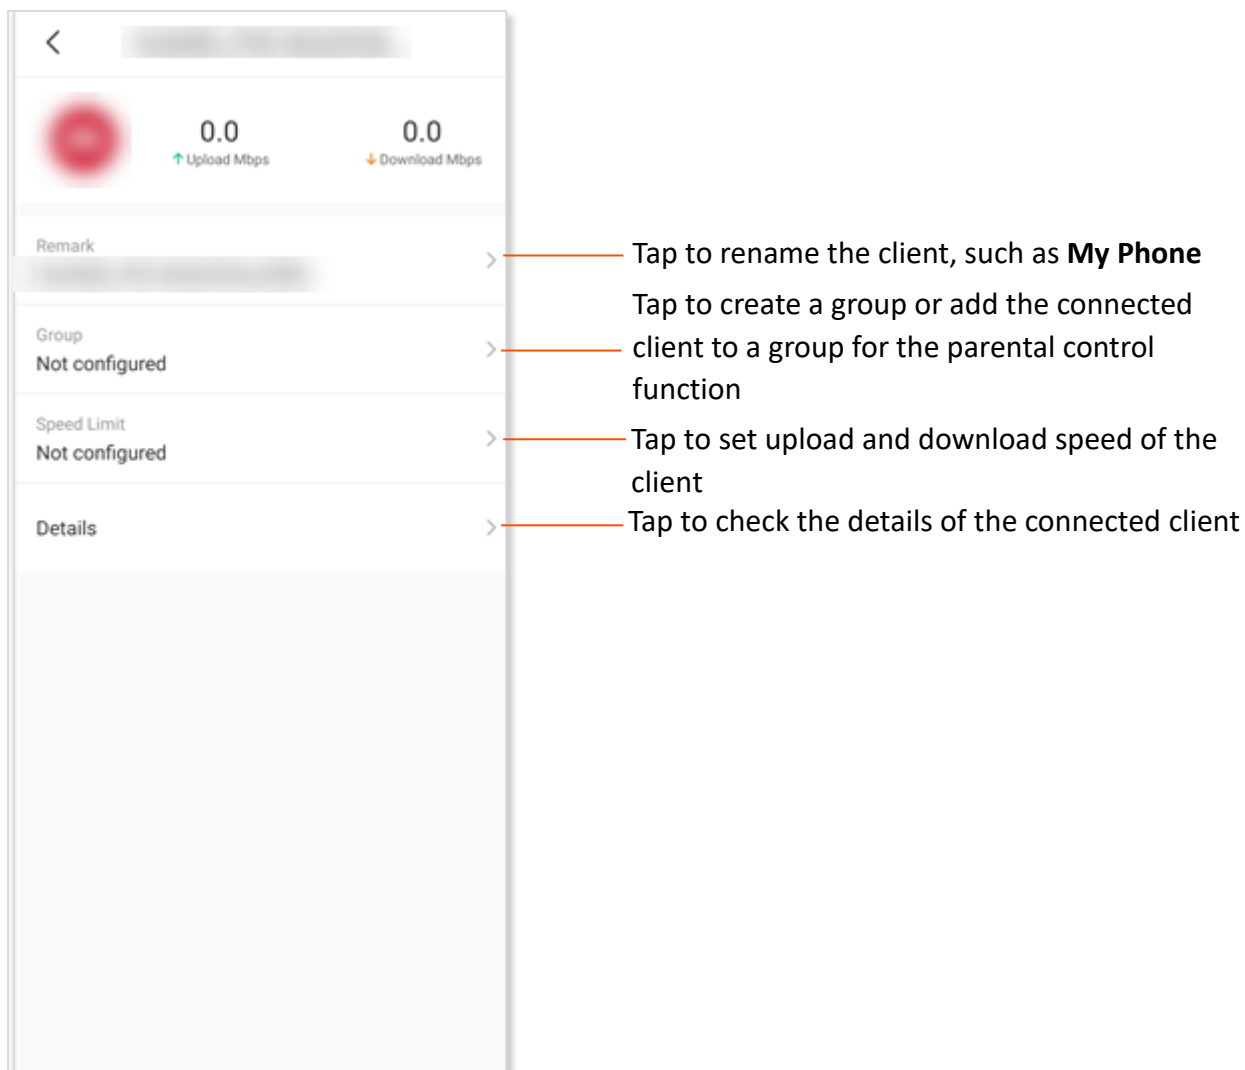 0.0
0.0
↑ Upload Mbps
↓ Download Mbps
Remark
Tap to rename the client, such as My Phone
Group
Not configured
Tap to create a group or add the connected
client to a group for the parental control
function
Speed Limit
Not configured
Tap to set upload and download speed of the
client
Details
Tap to check the details of the connected client